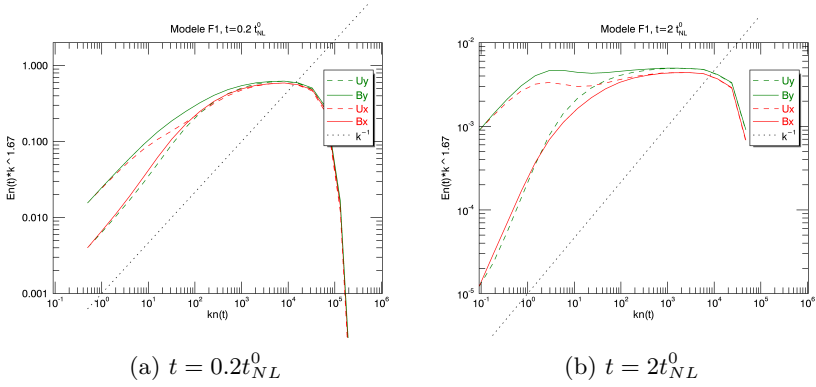 Modele F1, t=0.2 t⁰NL
En(t)*k ^ 1.67
1.000
0.100
0.010
0.001
10⁻¹ 10⁰ 10¹ 10² 10³ 10⁴ 10⁵ 10⁶
kn(t)
Uy
By
Ux
Bx
k⁻¹
(a) t = 0.2t⁰NL
Modele F1, t=2 t⁰NL
En(t)*k ^ 1.67
10⁻²
10⁻³
10⁻⁴
10⁻⁵
10⁻¹ 10⁰ 10¹ 10² 10³ 10⁴ 10⁵ 10⁶
kn(t)
Uy
By
Ux
Bx
k⁻¹
(b) t = 2t⁰NL